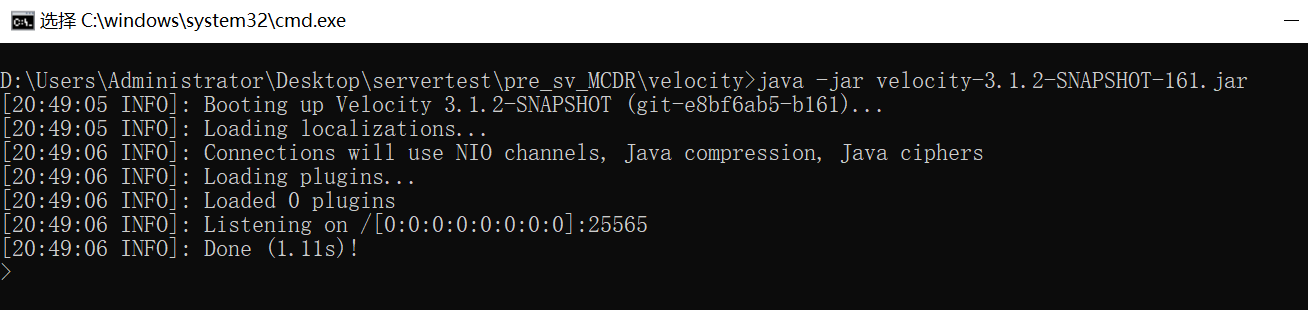 选择 C:\windows\system32\cmd.exe
D:\Users\Administrator\Desktop\servertest\pre_sv_MCDR\velocity>java -jar velocity-3.1.2-SNAPSHOT-161.jar
[20:49:05 INFO]: Booting up Velocity 3.1.2-SNAPSHOT (git-e8bf6ab5-b161)...
[20:49:05 INFO]: Loading localizations...
[20:49:06 INFO]: Connections will use NIO channels, Java compression, Java ciphers
[20:49:06 INFO]: Loading plugins...
[20:49:06 INFO]: Loaded 0 plugins
[20:49:06 INFO]: Listening on /[0:0:0:0:0:0:0:0]:25565
[20:49:06 INFO]: Done (1.11s)!
>